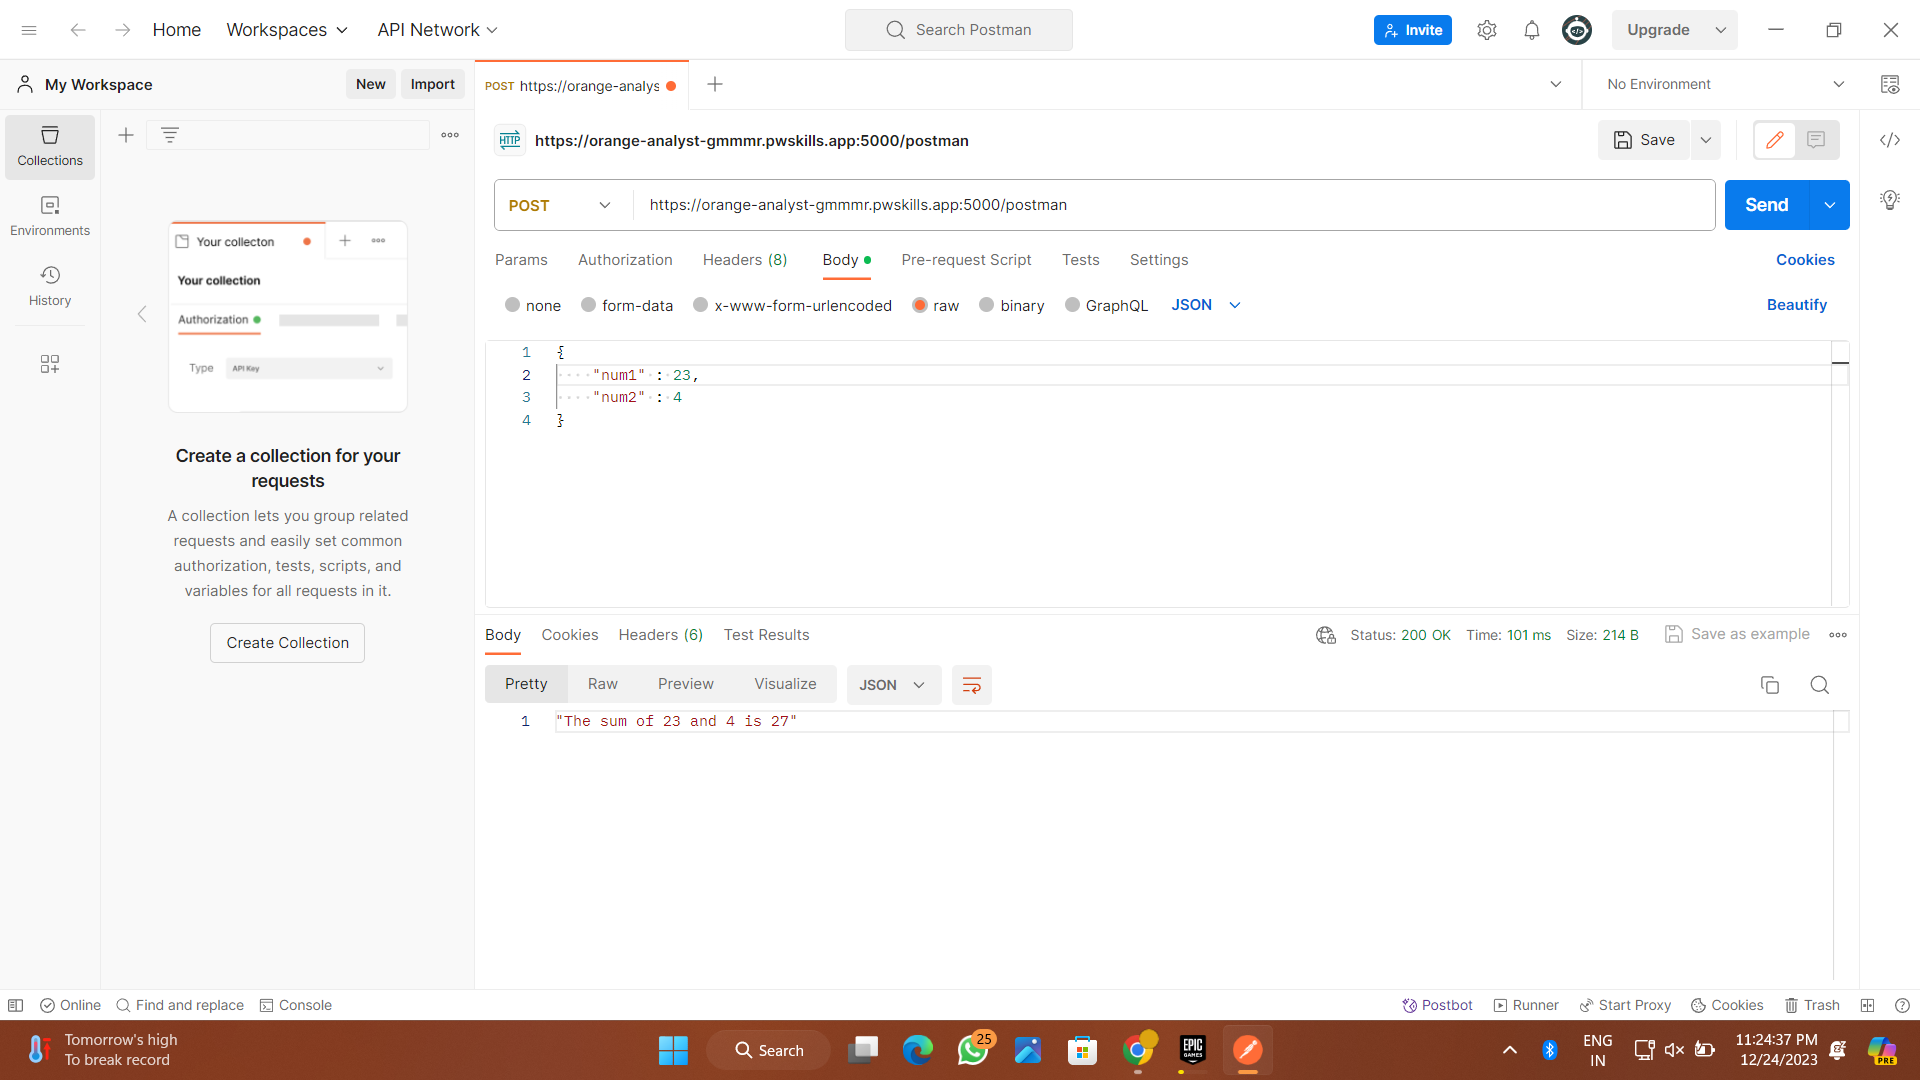 Home Workspaces API Network Search Postman Invite Upgrade
My Workspace New Import POST https://orange-analys No Environment
Collections
Environments
History
Your collecton
Your collection
Authorization
Type API Key
Create a collection for your
requests
A collection lets you group related
requests and easily set common
authorization, tests, scripts, and
variables for all requests in it.
Create Collection
HTTP https://orange-analyst-gmmmr.pwskills.app:5000/postman Save
POST https://orange-analyst-gmmmr.pwskills.app:5000/postman Send
Params Authorization Headers (8) Body Pre-request Script Tests Settings Cookies
none form-data x-www-form-urlencoded raw binary GraphQL JSON Beautify
1 {
2 "num1" : 23,
3 "num2" : 4
4 }
Body Cookies Headers (6) Test Results Status: 200 OK Time: 101 ms Size: 214 B Save as example
Pretty Raw Preview Visualize JSON
1 "The sum of 23 and 4 is 27"
Online Find and replace Console Postbot Runner Start Proxy Cookies Trash
Tomorrow's high
To break record
Search
25
EPIC
GAMES
ENG
IN
11:24:37 PM
12/24/2023
PRE